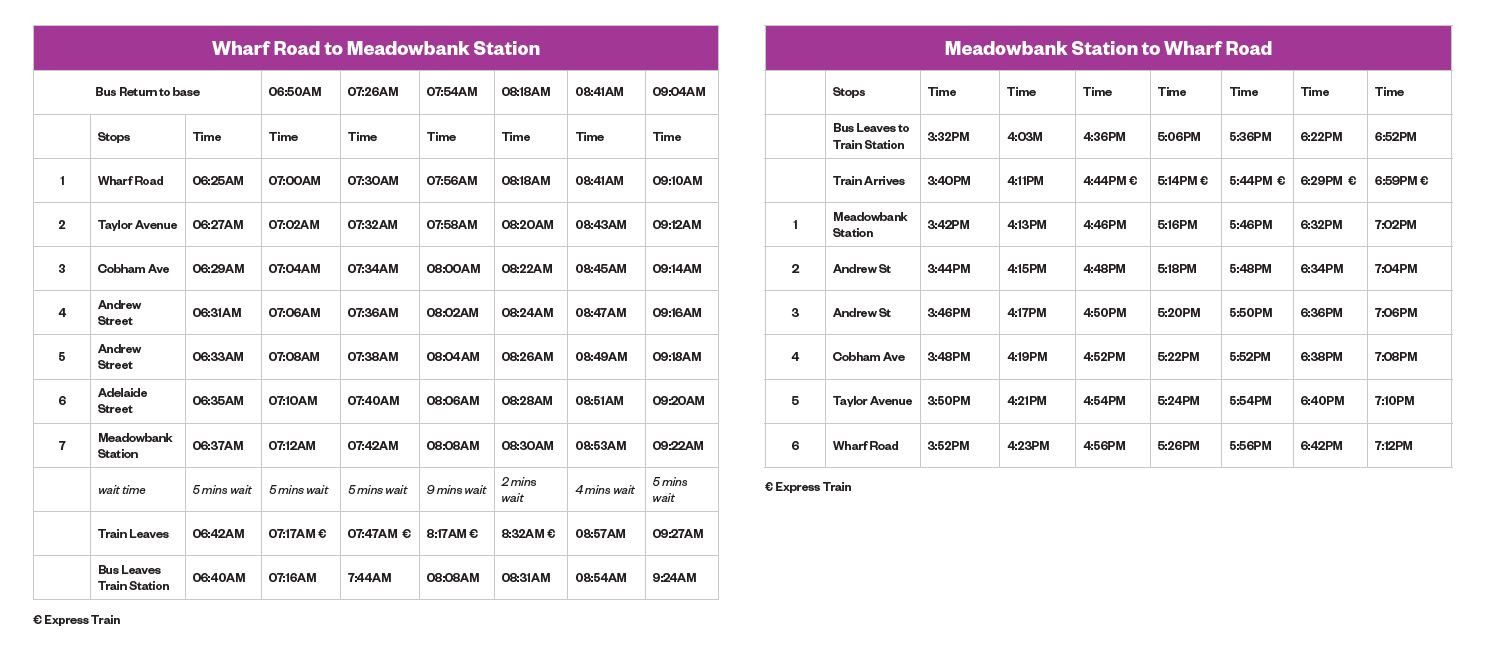 Wharf Road to Meadowbank Station
Bus Return to base 06:50AM 07:26AM 07:54AM 08:18AM 08:41AM 09:04AM
Stops Time Time Time Time Time Time Time
1 Wharf Road 06:25AM 07:00AM 07:30AM 07:56AM 08:18AM 08:41AM 09:10AM
2 Taylor Avenue 06:27AM 07:02AM 07:32AM 07:58AM 08:20AM 08:43AM 09:12AM
3 Cobham Ave 06:29AM 07:04AM 07:34AM 08:00AM 08:22AM 08:45AM 09:14AM
4 Andrew Street 06:31AM 07:06AM 07:36AM 08:02AM 08:24AM 08:47AM 09:16AM
5 Andrew Street 06:33AM 07:08AM 07:38AM 08:04AM 08:26AM 08:49AM 09:18AM
6 Adelaide Street 06:35AM 07:10AM 07:40AM 08:06AM 08:28AM 08:51AM 09:20AM
7 Meadowbank Station 06:37AM 07:12AM 07:42AM 08:08AM 08:30AM 08:53AM 09:22AM
wait time 5 mins wait 5 mins wait 5 mins wait 9 mins wait 2 mins wait 4 mins wait 5 mins wait
Train Leaves 06:42AM 07:17AM € 07:47AM € 8:17AM € 8:32AM € 08:57AM 09:27AM
Bus Leaves Train Station 06:40AM 07:16AM 7:44AM 08:08AM 08:31AM 08:54AM 9:24AM
€ Express Train
Meadowbank Station to Wharf Road
Stops Time Time Time Time Time Time Time
Bus Leaves to Train Station 3:32PM 4:03M 4:36PM 5:06PM 5:36PM 6:22PM 6:52PM
Train Arrives 3:40PM 4:11PM 4:44PM € 5:14PM € 5:44PM € 6:29PM € 6:59PM €
1 Meadowbank Station 3:42PM 4:13PM 4:46PM 5:16PM 5:46PM 6:32PM 7:02PM
2 Andrew St 3:44PM 4:15PM 4:48PM 5:18PM 5:48PM 6:34PM 7:04PM
3 Andrew St 3:46PM 4:17PM 4:50PM 5:20PM 5:50PM 6:36PM 7:06PM
4 Cobham Ave 3:48PM 4:19PM 4:52PM 5:22PM 5:52PM 6:38PM 7:08PM
5 Taylor Avenue 3:50PM 4:21PM 4:54PM 5:24PM 5:54PM 6:40PM 7:10PM
6 Wharf Road 3:52PM 4:23PM 4:56PM 5:26PM 5:56PM 6:42PM 7:12PM
€ Express Train